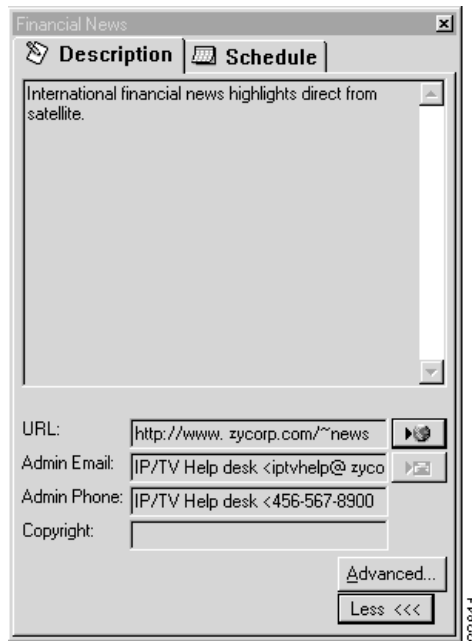 Financial News
Description
Schedule
International financial news highlights direct from
satellite.
URL:
http://www. zycorp.com/~news
Admin Email:
IP/TV Help desk <iptvhelp@ zyco
Admin Phone:
IP/TV Help desk <456-567-8900
Copyright:
Advanced...
Less <<<